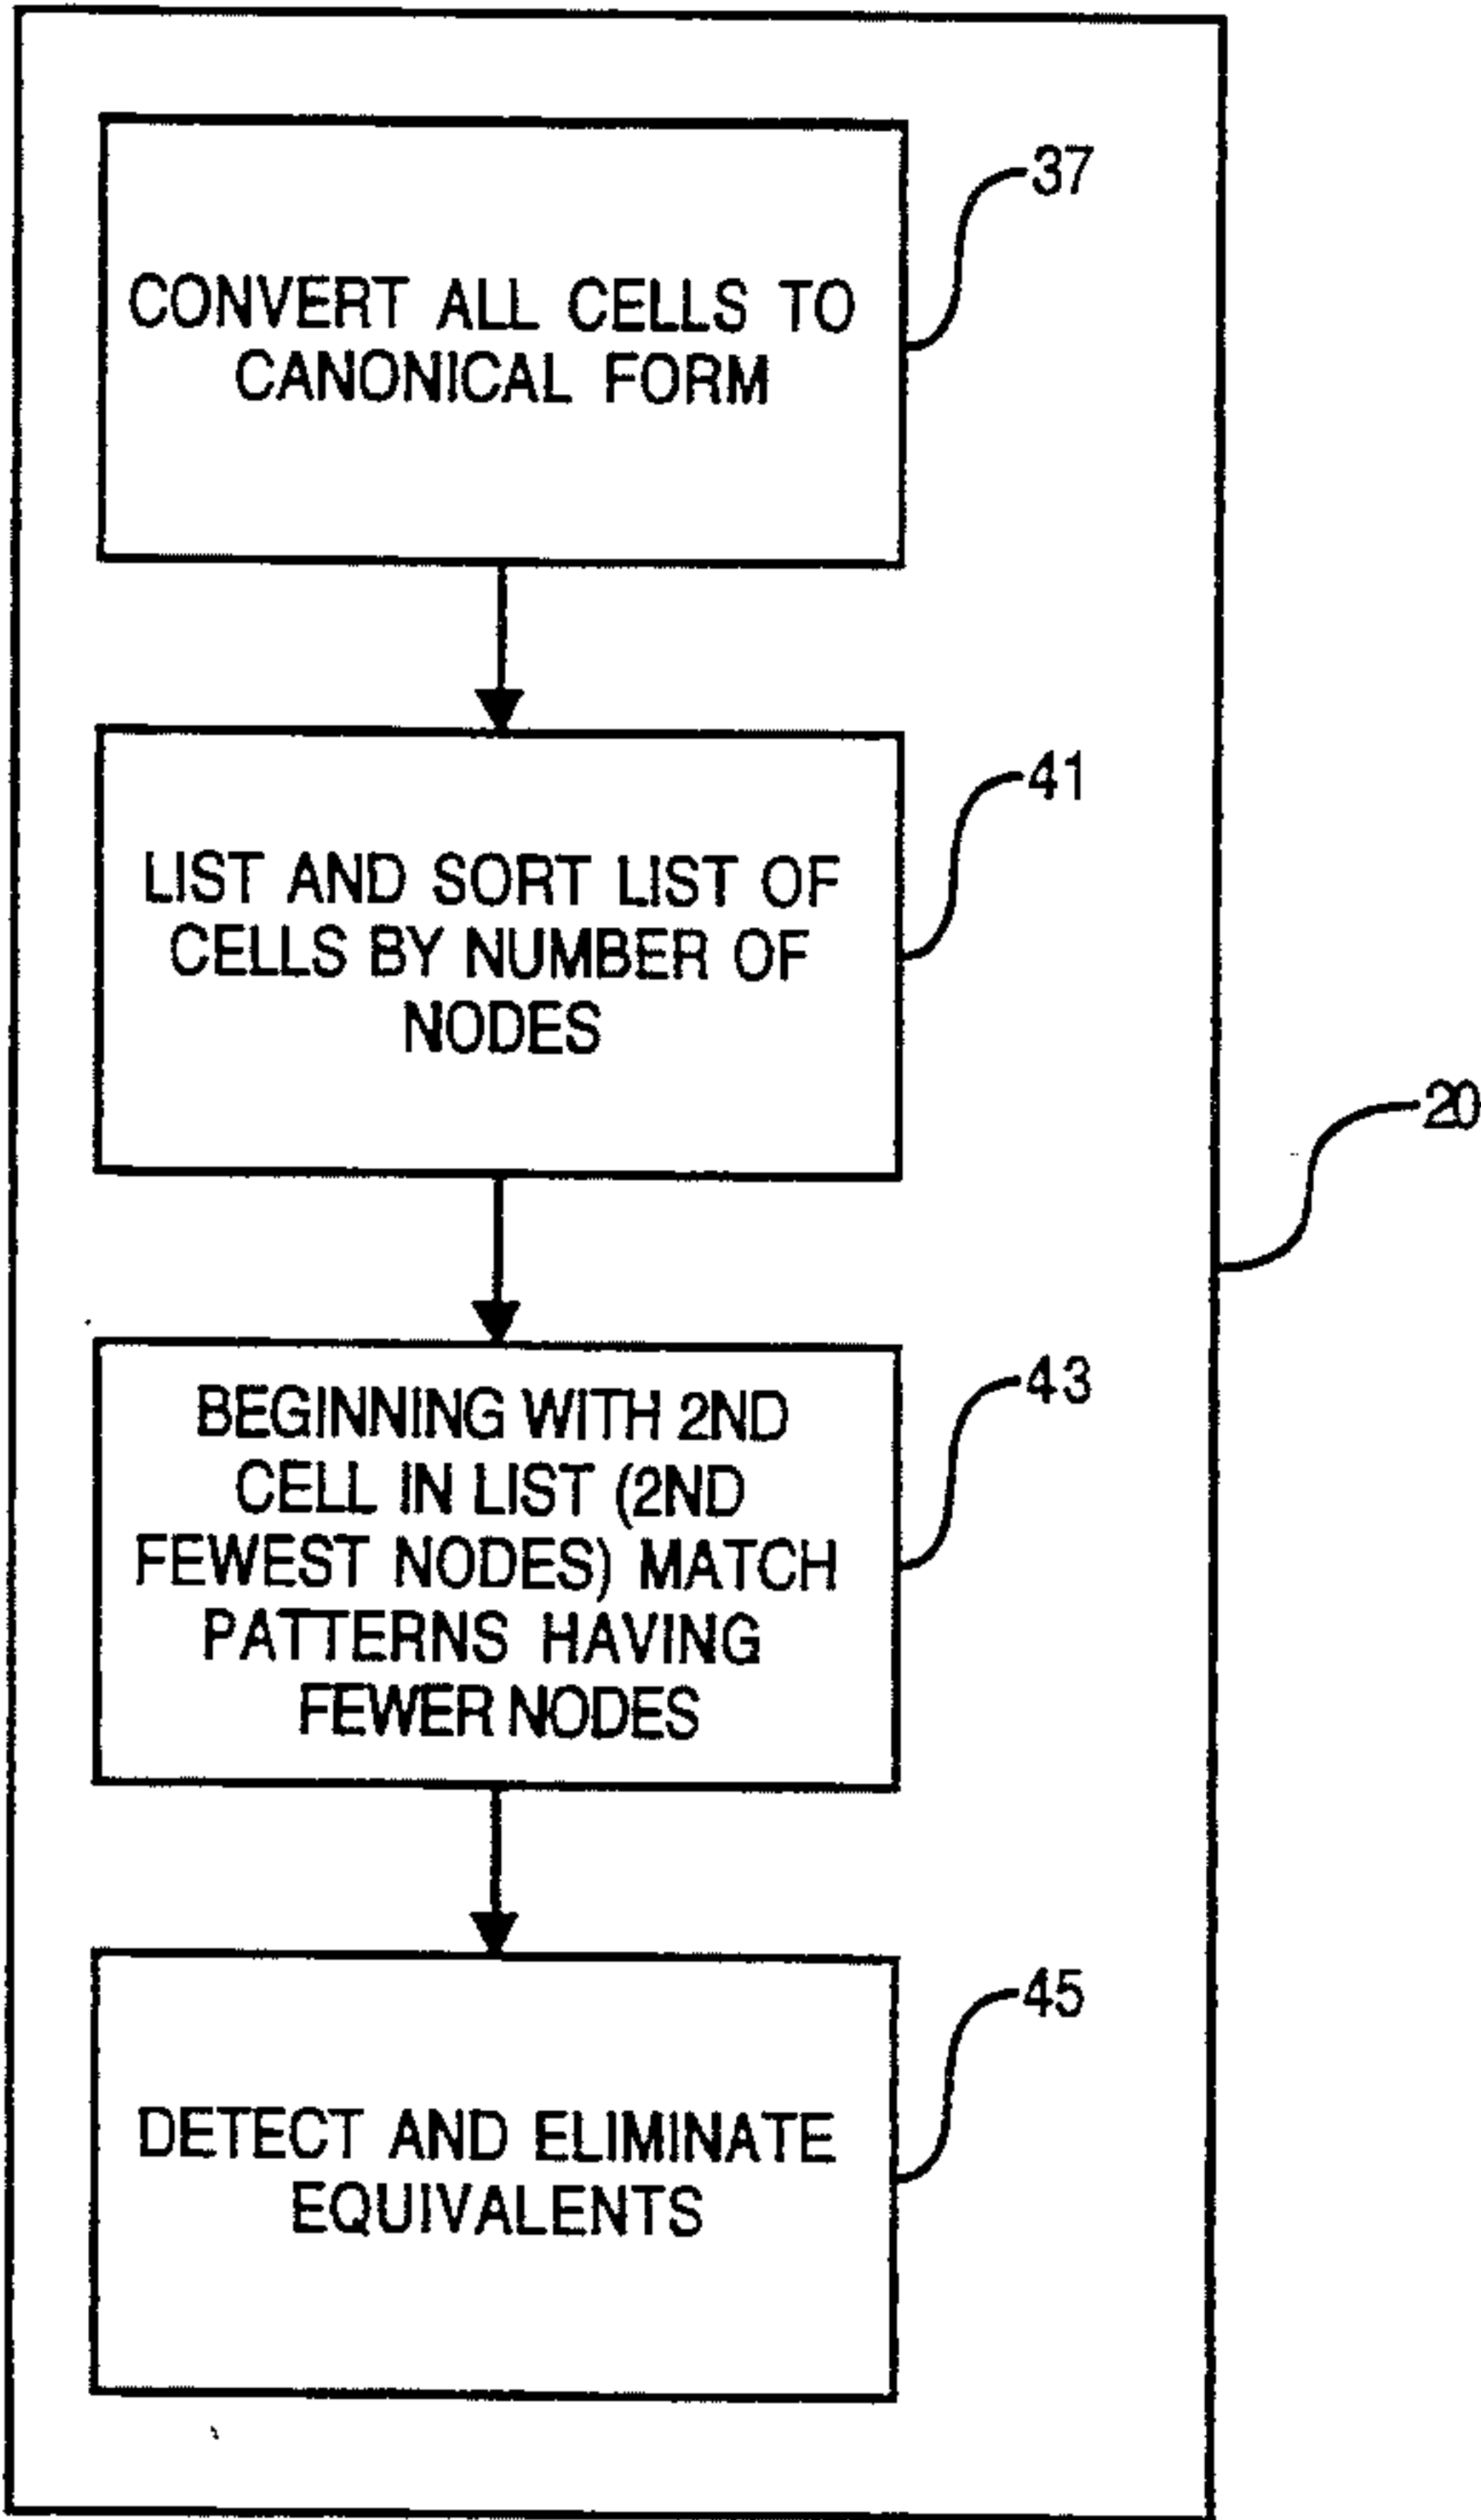 37
CONVERT ALL CELLS TO
CANONICAL FORM
41
LIST AND SORT LIST OF
CELLS BY NUMBER OF
NODES
20
43
BEGINNING WITH 2ND
CELL IN LIST (2ND
FEWEST NODES) MATCH
PATTERNS HAVING
FEWER NODES
45
DETECT AND ELIMINATE
EQUIVALENTS